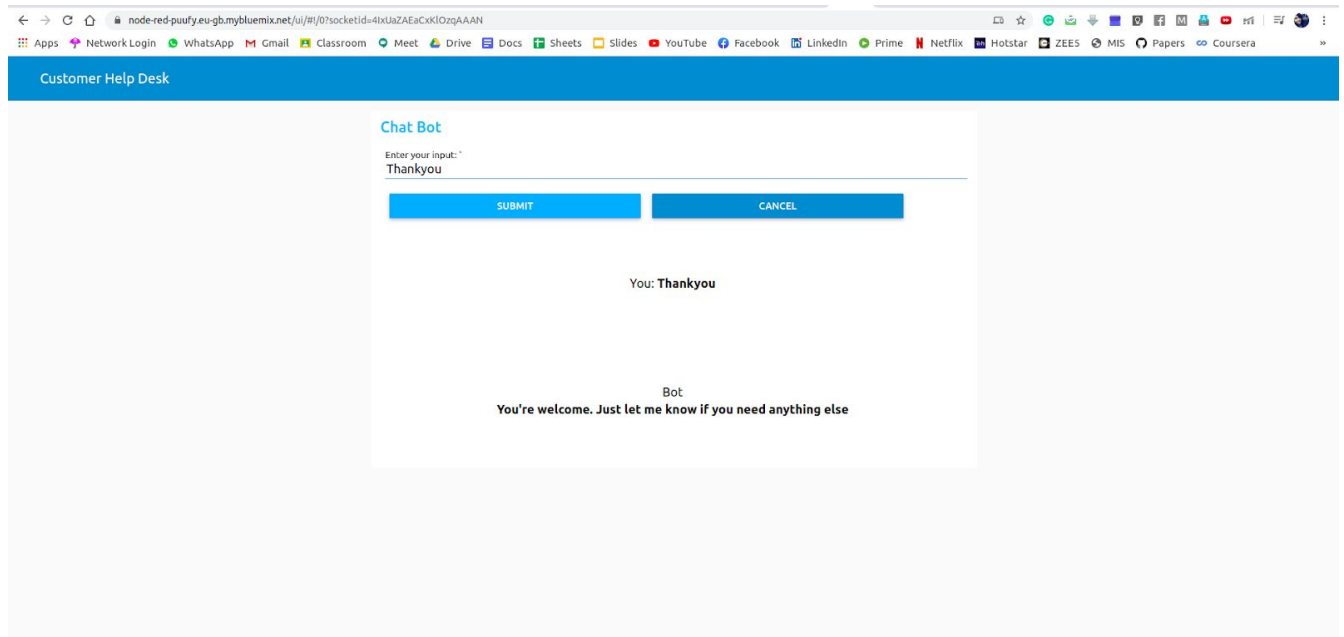 node-red-puufy.eu-gb.mybluemix.net/ui/#!/0?socketid=4IxUaZAEaCxKlOzqAAAN
Apps Network Login WhatsApp Gmail Classroom Meet Drive Docs Sheets Slides YouTube Facebook LinkedIn Prime Netflix Hotstar ZEE5 MIS Papers Coursera »
Customer Help Desk
Chat Bot
Enter your input: *
Thankyou
SUBMIT CANCEL
You: Thankyou
Bot
You're welcome. Just let me know if you need anything else